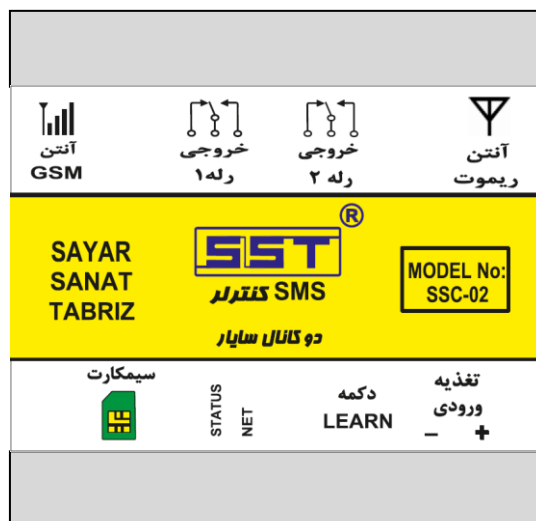 آنتن
GSM
خروجی
رله۱
خروجی
رله ۲
آنتن
ریموت
SAYAR
SANAT
TABRIZ
®
SST
کنترلر SMS
دو کانال سایار
MODEL No:
SSC-02
سیمکارت
STATUS
NET
دکمه
LEARN
تغذیه
ورودی
– +